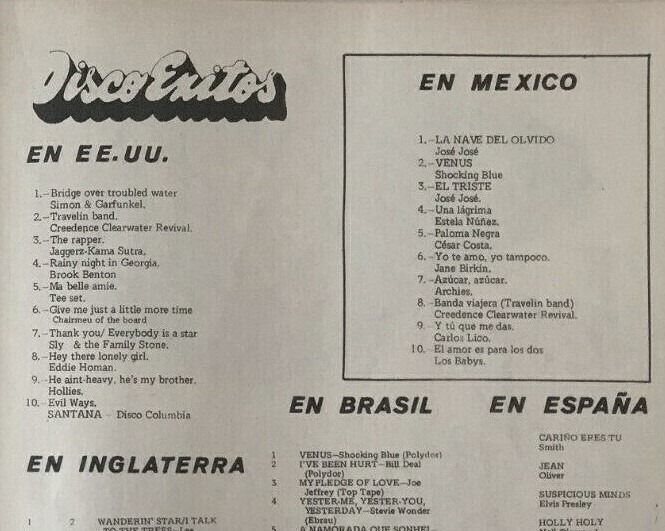 Disco Exitos
EN EE.UU.
1.-Bridge over troubled water
Simon & Garfunkel.
2.-Travelin band.
Creedence Clearwater Revival.
3.-The rapper.
Jaggerz-Kama Sutra.
4.-Rainy night in Georgia.
Brook Benton
5.-Ma belle amie.
Tee set.
6.-Give me just a little more time
Chairmeu of the board
7.-Thank you/ Everybody is a star
Sly & the Family Stone.
8.-Hey there lonely girl.
Eddie Homan.
9.-He aint-heavy, he's my brother.
Hollies.
10.-Evil Ways.
SANTANA - Disco Columbia
EN INGLATERRA
1 2 WANDERIN' STAR/I TALK
TO THE TREES-Lee
EN MEXICO
1.-LA NAVE DEL OLVIDO
José José
2.-VENUS
Shocking Blue
3.-EL TRISTE
José José.
4.-Una lágrima
Estela Núñez.
5.-Paloma Negra
César Costa.
6.-Yo te amo, yo tampoco.
Jane Birkin.
7.-Azúcar, azúcar.
Archies.
8.-Banda viajera (Travelin band)
Creedence Clearwater Revival.
9.-Y tú que me das.
Carlos Lico.
10.-El amor es para los dos
Los Babys.
EN BRASIL
1 VENUS-Shocking Blue (Polydor)
2 I'VE BEEN HURT-Bill Deal
(Polydor)
3 MY PLEDGE OF LOVE-Joe
Jeffrey (Top Tape)
4 YESTER-ME, YESTER-YOU,
YESTERDAY-Stevie Wonder
(Ebrau)
5 A NAMORADA QUE SONHEI-
EN ESPAÑA
CARIÑO ERES TU
Smith
JEAN
Oliver
SUSPICIOUS MINDS
Elvis Presley
HOLLY HOLY